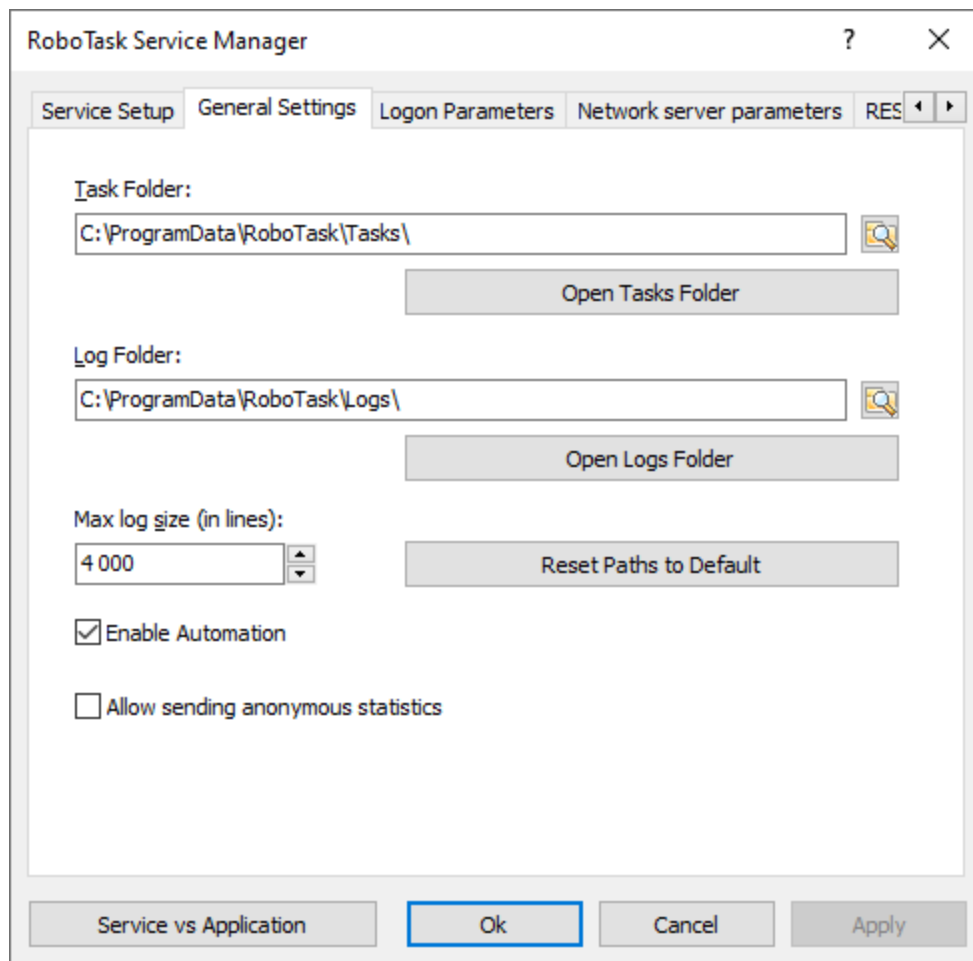 RoboTask Service Manager
Service Setup General Settings Logon Parameters Network server parameters RES
Task Folder:
C:\ProgramData\RoboTask\Tasks\
Open Tasks Folder
Log Folder:
C:\ProgramData\RoboTask\Logs\
Open Logs Folder
Max log size (in lines):
4 000 Reset Paths to Default
Enable Automation
Allow sending anonymous statistics
Service vs Application Ok Cancel Apply